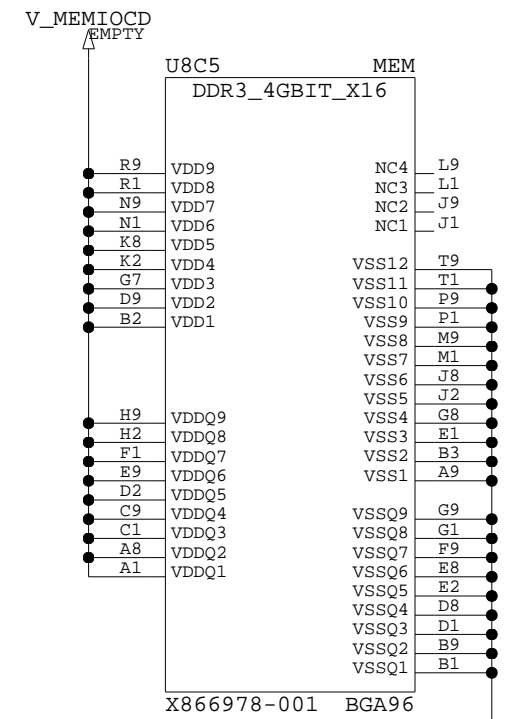 V_MEMIOCD
EMPTY
U8C5 MEM
DDR3_4GBIT_X16
R9 VDD9
R1 VDD8
N9 VDD7
N1 VDD6
K8 VDD5
K2 VDD4
G7 VDD3
D9 VDD2
B2 VDD1
H9 VDDQ9
H2 VDDQ8
F1 VDDQ7
E9 VDDQ6
D2 VDDQ5
C9 VDDQ4
C1 VDDQ3
A8 VDDQ2
A1 VDDQ1
NC4 L9
NC3 L1
NC2 J9
NC1 J1
VSS12 T9
VSS11 T1
VSS10 P9
VSS9 P1
VSS8 M9
VSS7 M1
VSS6 J8
VSS5 J2
VSS4 G8
VSS3 E1
VSS2 B3
VSS1 A9
VSSQ9 G9
VSSQ8 G1
VSSQ7 F9
VSSQ6 E8
VSSQ5 E2
VSSQ4 D8
VSSQ3 D1
VSSQ2 B9
VSSQ1 B1
X866978-001 BGA96